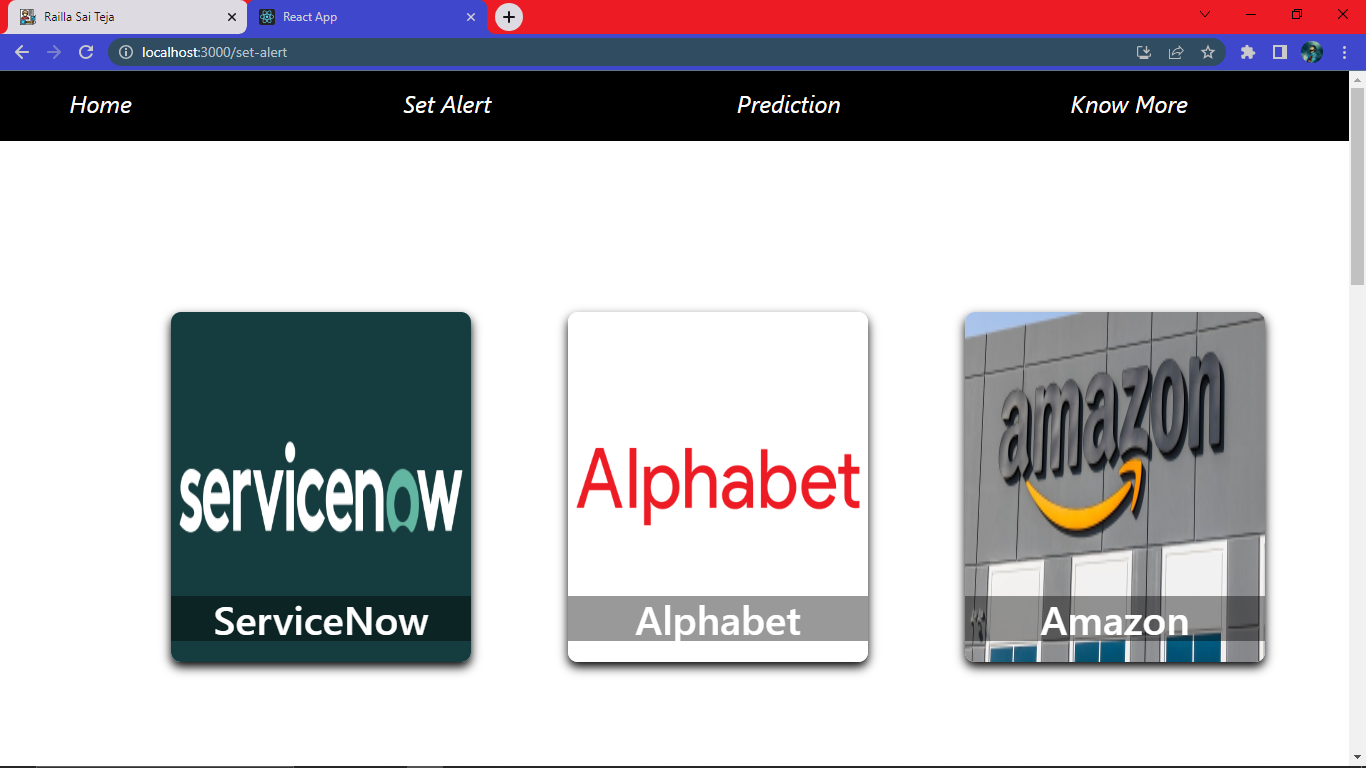 Railla Sai Teja
React App
localhost:3000/set-alert
Home Set Alert Prediction Know More
servicenow
Alphabet
amazon
ServiceNow
Alphabet
Amazon